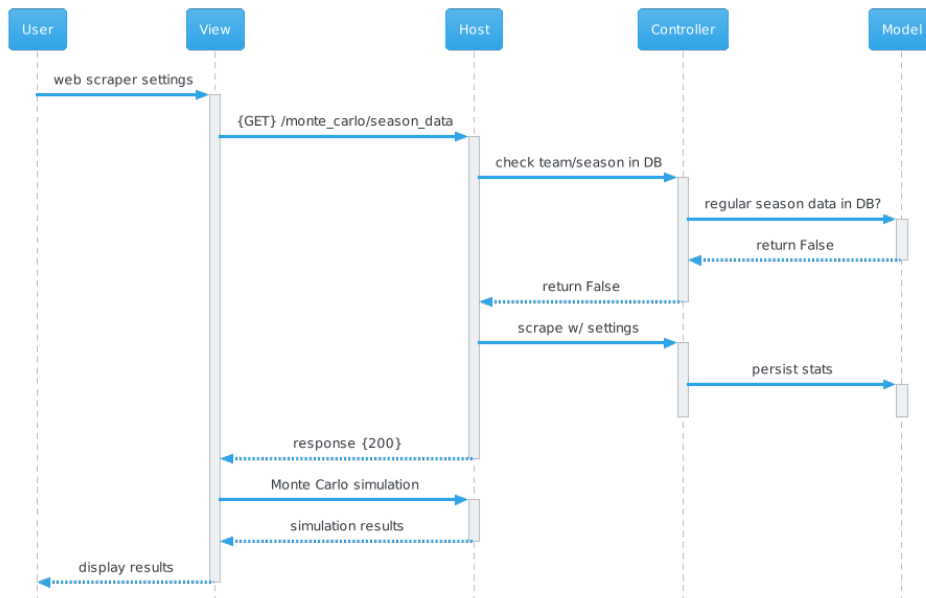 User
View
Host
Controller
Model
web scraper settings
{GET} /monte_carlo/season_data
check team/season in DB
regular season data in DB?
return False
return False
scrape w/ settings
persist stats
response {200}
Monte Carlo simulation
simulation results
display results